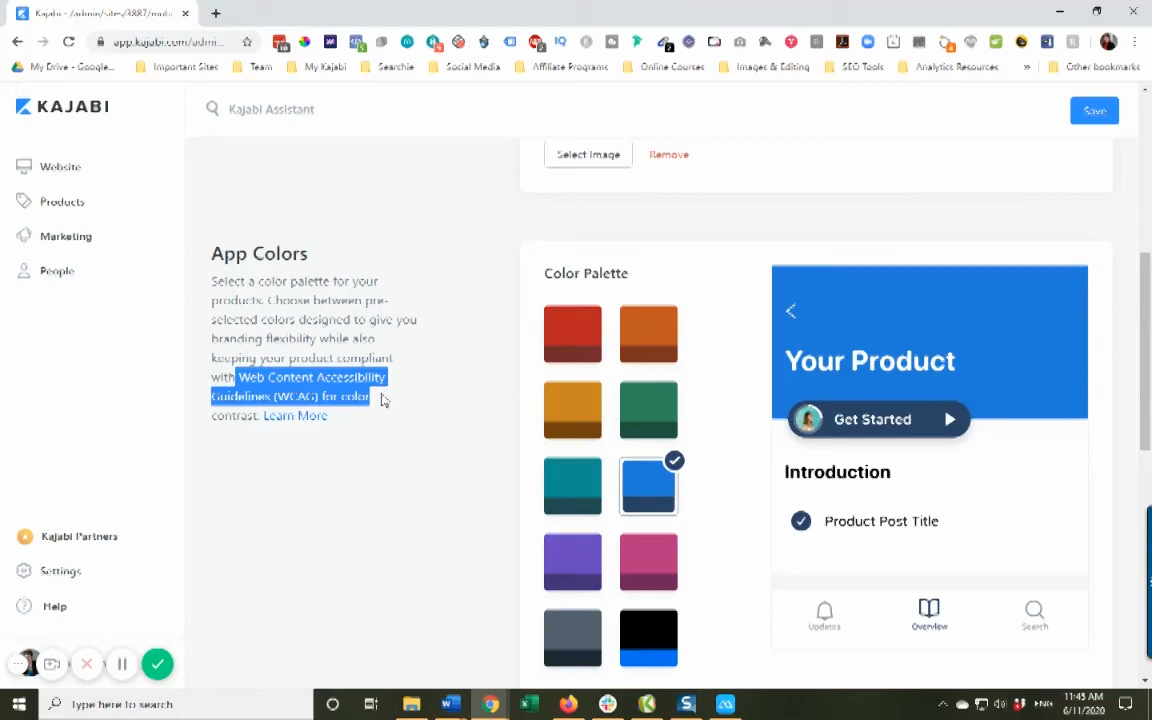 Kajabi - /admin/sites/3887/mobi
app.kajabi.com/admi...
My Drive - Google...
Important Sites
Team
My Kajabi
Searchie
Social Media
Affiliate Programs
Online Courses
Images & Editing
SEO Tools
Analytics Resources
»
Other bookmarks
KAJABI
Kajabi Assistant
Save
Website
Products
Marketing
People
Select Image
Remove
App Colors
Select a color palette for your
products. Choose between pre-
selected colors designed to give you
branding flexibility while also
keeping your product compliant
with Web Content Accessibility
Guidelines (WCAG) for color
contrast. Learn More
Color Palette
Your Product
Get Started
Introduction
Product Post Title
Updates
Overview
Search
Kajabi Partners
Settings
Help
Type here to search
ENG
11:45 AM
6/11/2020